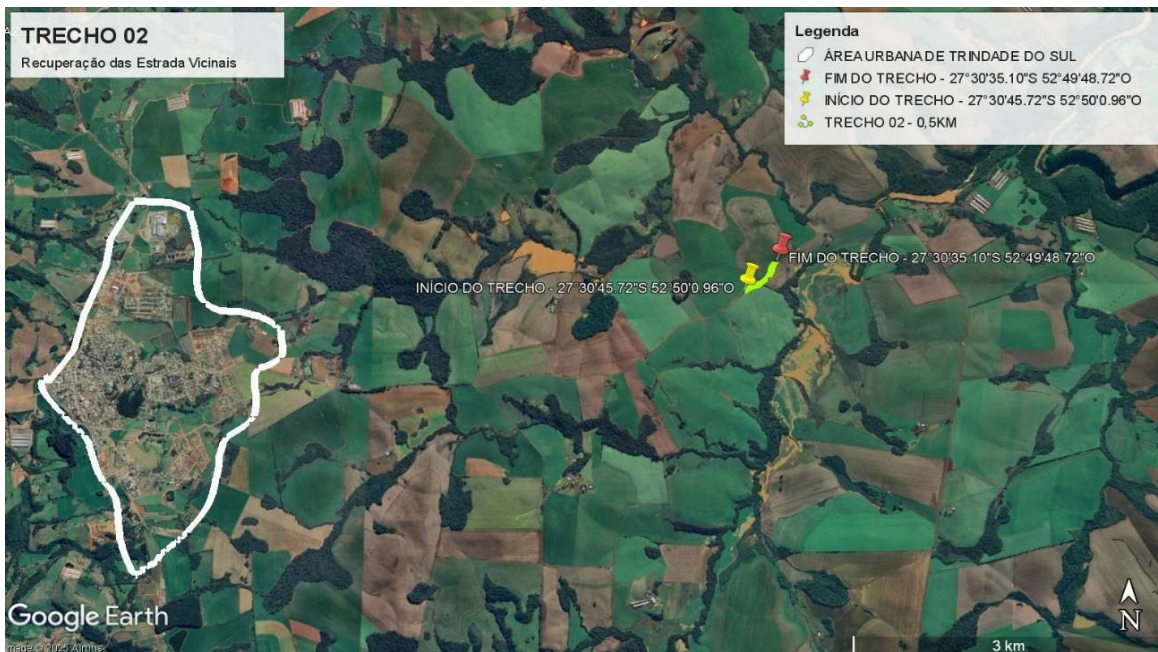 TRECHO 02
Recuperação das Estrada Vicinais
Legenda
ÁREA URBANA DE TRINDADE DO SUL
FIM DO TRECHO - 27°30'35.10"S 52°49'48.72"O
INÍCIO DO TRECHO - 27°30'45.72"S 52°50'0.96"O
TRECHO 02 - 0,5KM
FIM DO TRECHO - 27°30'35.10"S 52°49'48.72"O
INÍCIO DO TRECHO - 27°30'45.72"S 52°50'0.96"O
Google Earth
Image © 2025 Airbus
3 km
N